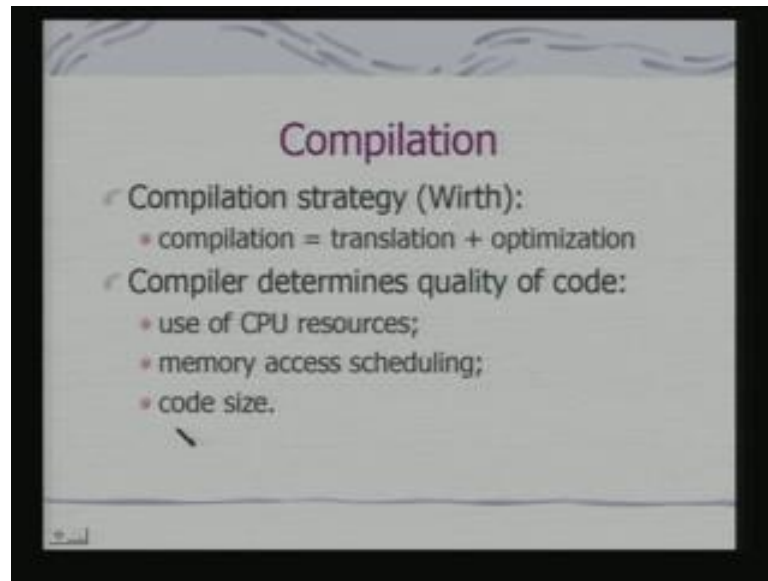 Compilation
Compilation strategy (Wirth):
compilation = translation + optimization
Compiler determines quality of code:
use of CPU resources;
memory access scheduling;
code size.